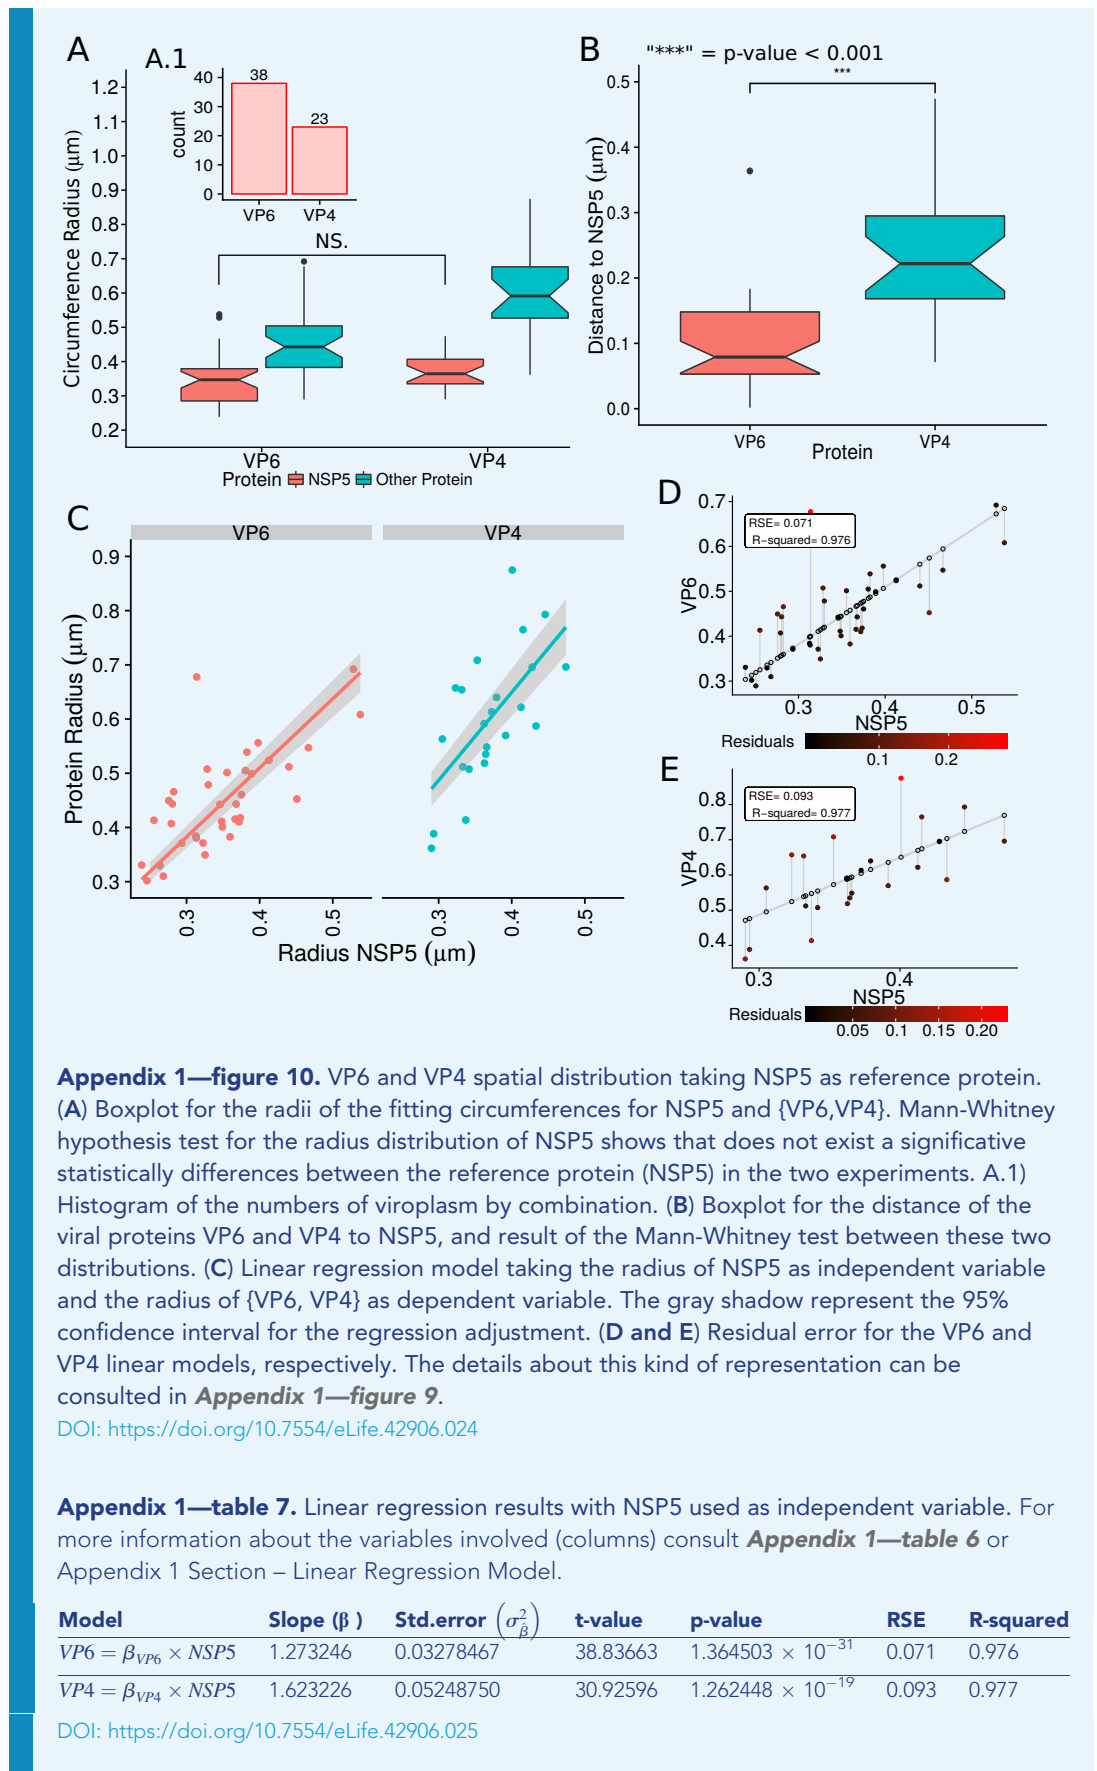 A
A.1
38
23
40
30
20
10
0
count
VP6
VP4
1.2
1.1
1.0
0.9
0.8
0.7
0.6
0.5
0.4
0.3
0.2
Circumference Radius (μm)
NS.
VP6
VP4
Protein NSP5 Other Protein
B
"***" = p-value < 0.001
***
0.5
0.4
0.3
0.2
0.1
0.0
Distance to NSP5 (μm)
VP6
VP4
Protein
C
VP6
VP4
0.9
0.8
0.7
0.6
0.5
0.4
0.3
Protein Radius (μm)
0.3
0.4
0.5
0.3
0.4
0.5
Radius NSP5 (μm)
D
RSE= 0.071
R−squared= 0.976
0.7
0.6
0.5
0.4
0.3
VP6
0.3
0.4
0.5
NSP5
Residuals
0.1
0.2
E
RSE= 0.093
R−squared= 0.977
0.8
0.7
0.6
0.5
0.4
VP4
0.3
0.4
NSP5
Residuals
0.05
0.1
0.15
0.20
Appendix 1—figure 10. VP6 and VP4 spatial distribution taking NSP5 as reference protein.
(A) Boxplot for the radii of the fitting circumferences for NSP5 and {VP6,VP4}. Mann-Whitney
hypothesis test for the radius distribution of NSP5 shows that does not exist a significative
statistically differences between the reference protein (NSP5) in the two experiments. A.1)
Histogram of the numbers of viroplasm by combination. (B) Boxplot for the distance of the
viral proteins VP6 and VP4 to NSP5, and result of the Mann-Whitney test between these two
distributions. (C) Linear regression model taking the radius of NSP5 as independent variable
and the radius of {VP6, VP4} as dependent variable. The gray shadow represent the 95%
confidence interval for the regression adjustment. (D and E) Residual error for the VP6 and
VP4 linear models, respectively. The details about this kind of representation can be
consulted in Appendix 1—figure 9.
DOI: https://doi.org/10.7554/eLife.42906.024
Appendix 1—table 7. Linear regression results with NSP5 used as independent variable. For
more information about the variables involved (columns) consult Appendix 1—table 6 or
Appendix 1 Section – Linear Regression Model.
Model Slope (β ) Std.error (σ²_β̂) t-value p-value RSE R-squared
VP6 = β_VP6 × NSP5 1.273246 0.03278467 38.83663 1.364503 × 10⁻³¹ 0.071 0.976
VP4 = β_VP4 × NSP5 1.623226 0.05248750 30.92596 1.262448 × 10⁻¹⁹ 0.093 0.977
DOI: https://doi.org/10.7554/eLife.42906.025